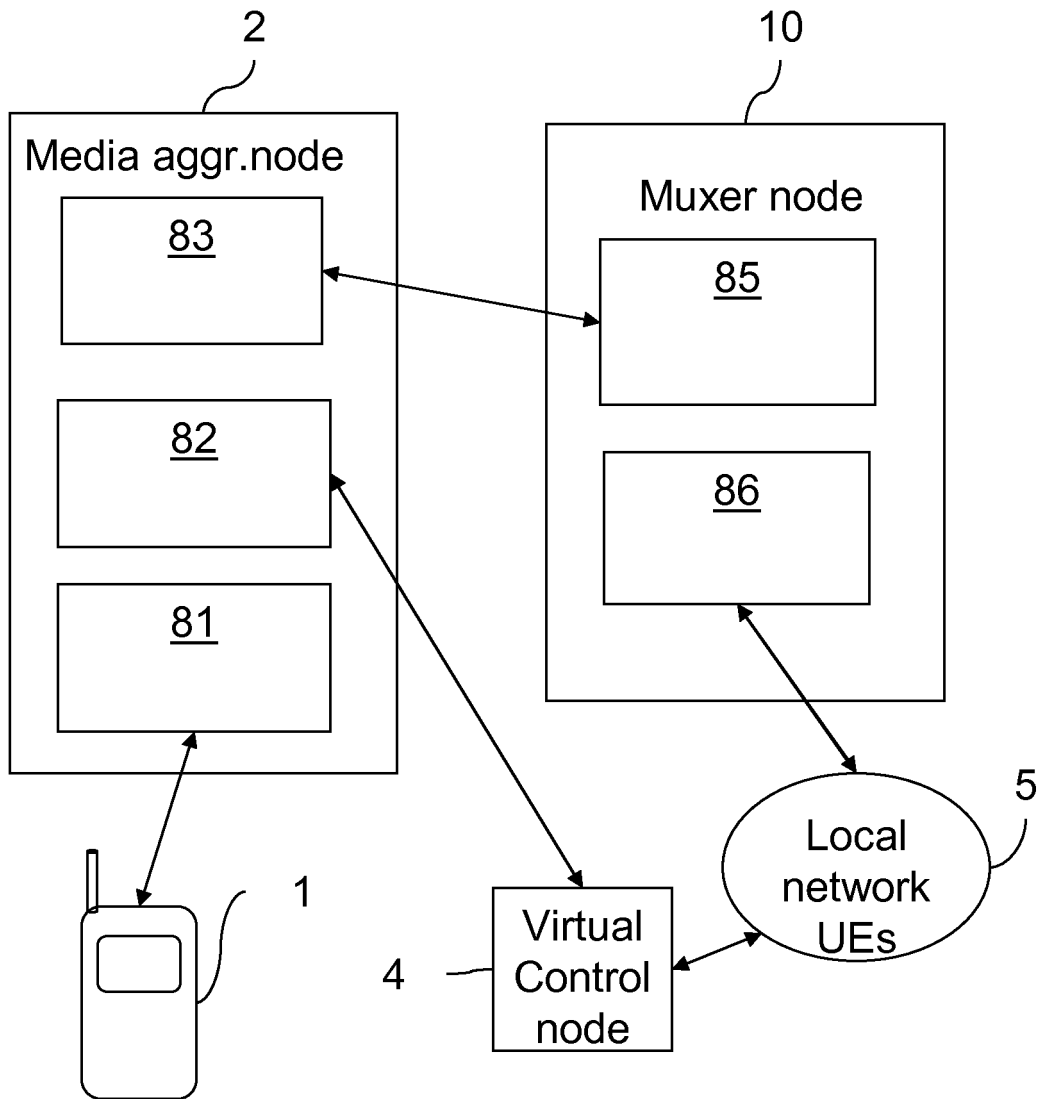 2
10
Media aggr.node
Muxer node
83
85
82
86
81
5
Local
network
UEs
1
Virtual
Control
node
4